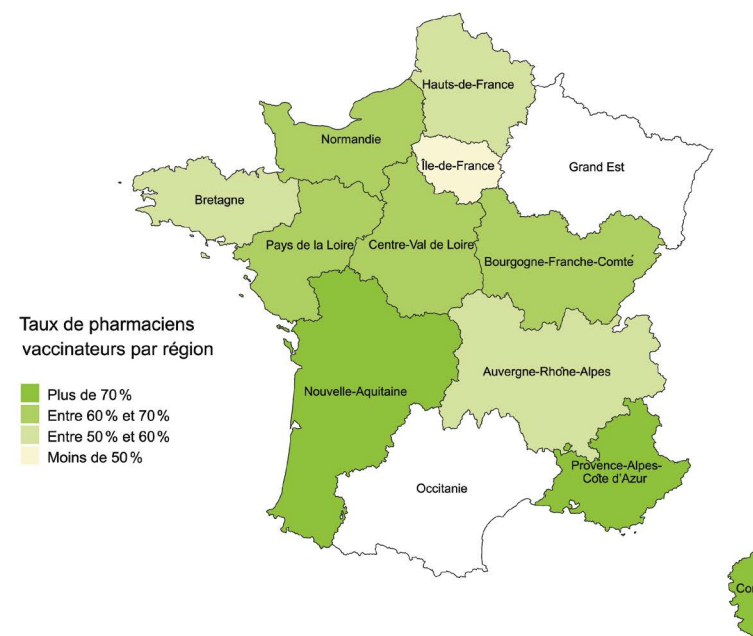 Hauts-de-France
Normandie
Île-de-France
Grand Est
Bretagne
Pays de la Loire
Centre-Val de Loire
Bourgogne-Franche-Comté
Taux de pharmaciens
vaccinateurs par région
Plus de 70 %
Entre 60 % et 70 %
Entre 50 % et 60 %
Moins de 50 %
Auvergne-Rhône-Alpes
Nouvelle-Aquitaine
Provence-Alpes-
Côte d'Azur
Occitanie